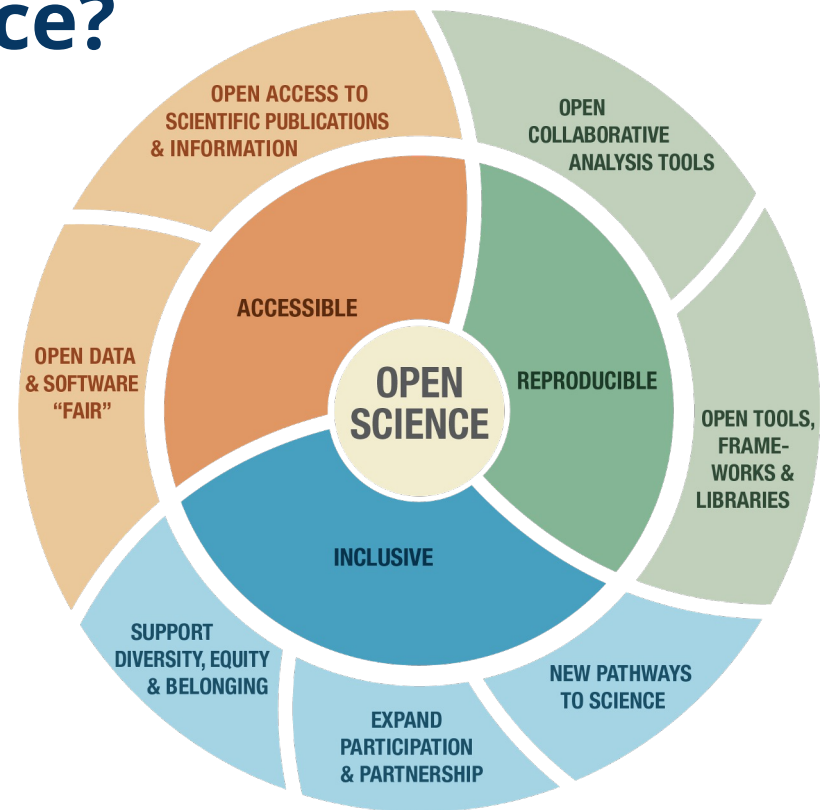 ce?
OPEN ACCESS TO
SCIENTIFIC PUBLICATIONS
& INFORMATION
OPEN
COLLABORATIVE
ANALYSIS TOOLS
ACCESSIBLE
OPEN DATA
& SOFTWARE
“FAIR”
OPEN
SCIENCE
REPRODUCIBLE
OPEN TOOLS,
FRAME-
WORKS &
LIBRARIES
INCLUSIVE
SUPPORT
DIVERSITY, EQUITY
& BELONGING
EXPAND
PARTICIPATION
& PARTNERSHIP
NEW PATHWAYS
TO SCIENCE